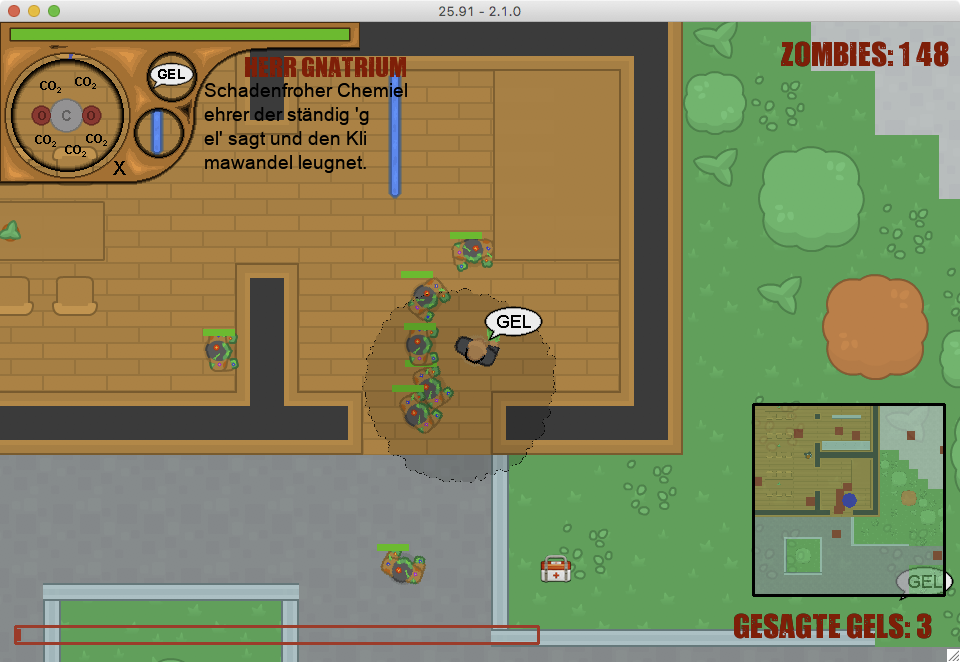 25.91 - 2.1.0
ZOMBIES: 148
HERR GNATRIUM
GEL
Schadenfroher Chemiel
ehrer der ständig 'g
el' sagt und den Kli
mawandel leugnet.
CO2
CO2
O C O
CO2
CO2
CO2
X
GEL
GEL
GESAGTE GELS: 3